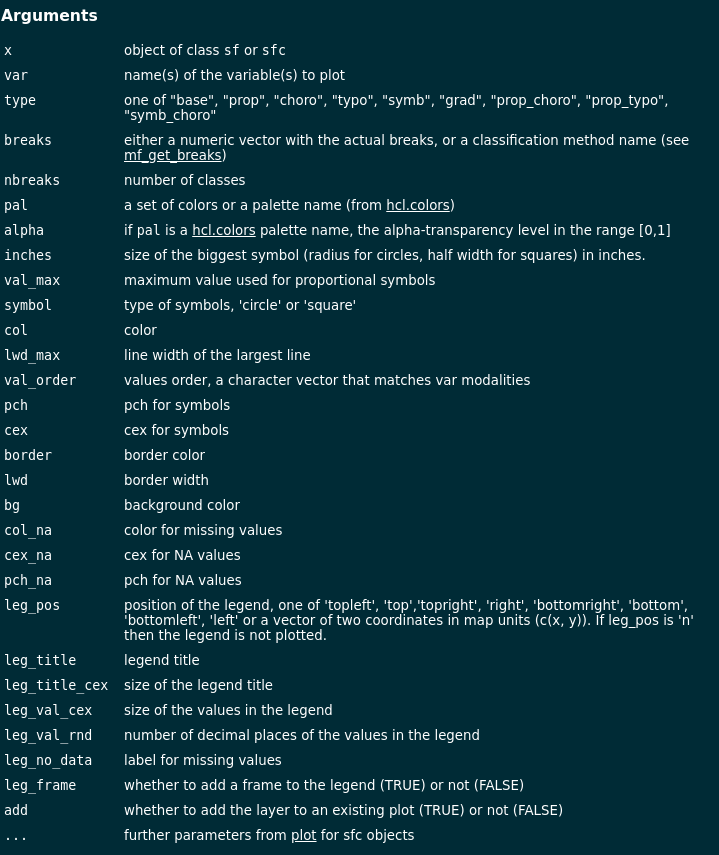 Arguments
x object of class sf or sfc
var name(s) of the variable(s) to plot
type one of "base", "prop", "choro", "typo", "symb", "grad", "prop_choro", "prop_typo",
"symb_choro"
breaks either a numeric vector with the actual breaks, or a classification method name (see
mf_get_breaks)
nbreaks number of classes
pal a set of colors or a palette name (from hcl.colors)
alpha if pal is a hcl.colors palette name, the alpha-transparency level in the range [0,1]
inches size of the biggest symbol (radius for circles, half width for squares) in inches.
val_max maximum value used for proportional symbols
symbol type of symbols, 'circle' or 'square'
col color
lwd_max line width of the largest line
val_order values order, a character vector that matches var modalities
pch pch for symbols
cex cex for symbols
border border color
lwd border width
bg background color
col_na color for missing values
cex_na cex for NA values
pch_na pch for NA values
leg_pos position of the legend, one of 'topleft', 'top','topright', 'right', 'bottomright', 'bottom',
'bottomleft', 'left' or a vector of two coordinates in map units (c(x, y)). If leg_pos is 'n'
then the legend is not plotted.
leg_title legend title
leg_title_cex size of the legend title
leg_val_cex size of the values in the legend
leg_val_rnd number of decimal places of the values in the legend
leg_no_data label for missing values
leg_frame whether to add a frame to the legend (TRUE) or not (FALSE)
add whether to add the layer to an existing plot (TRUE) or not (FALSE)
... further parameters from plot for sfc objects